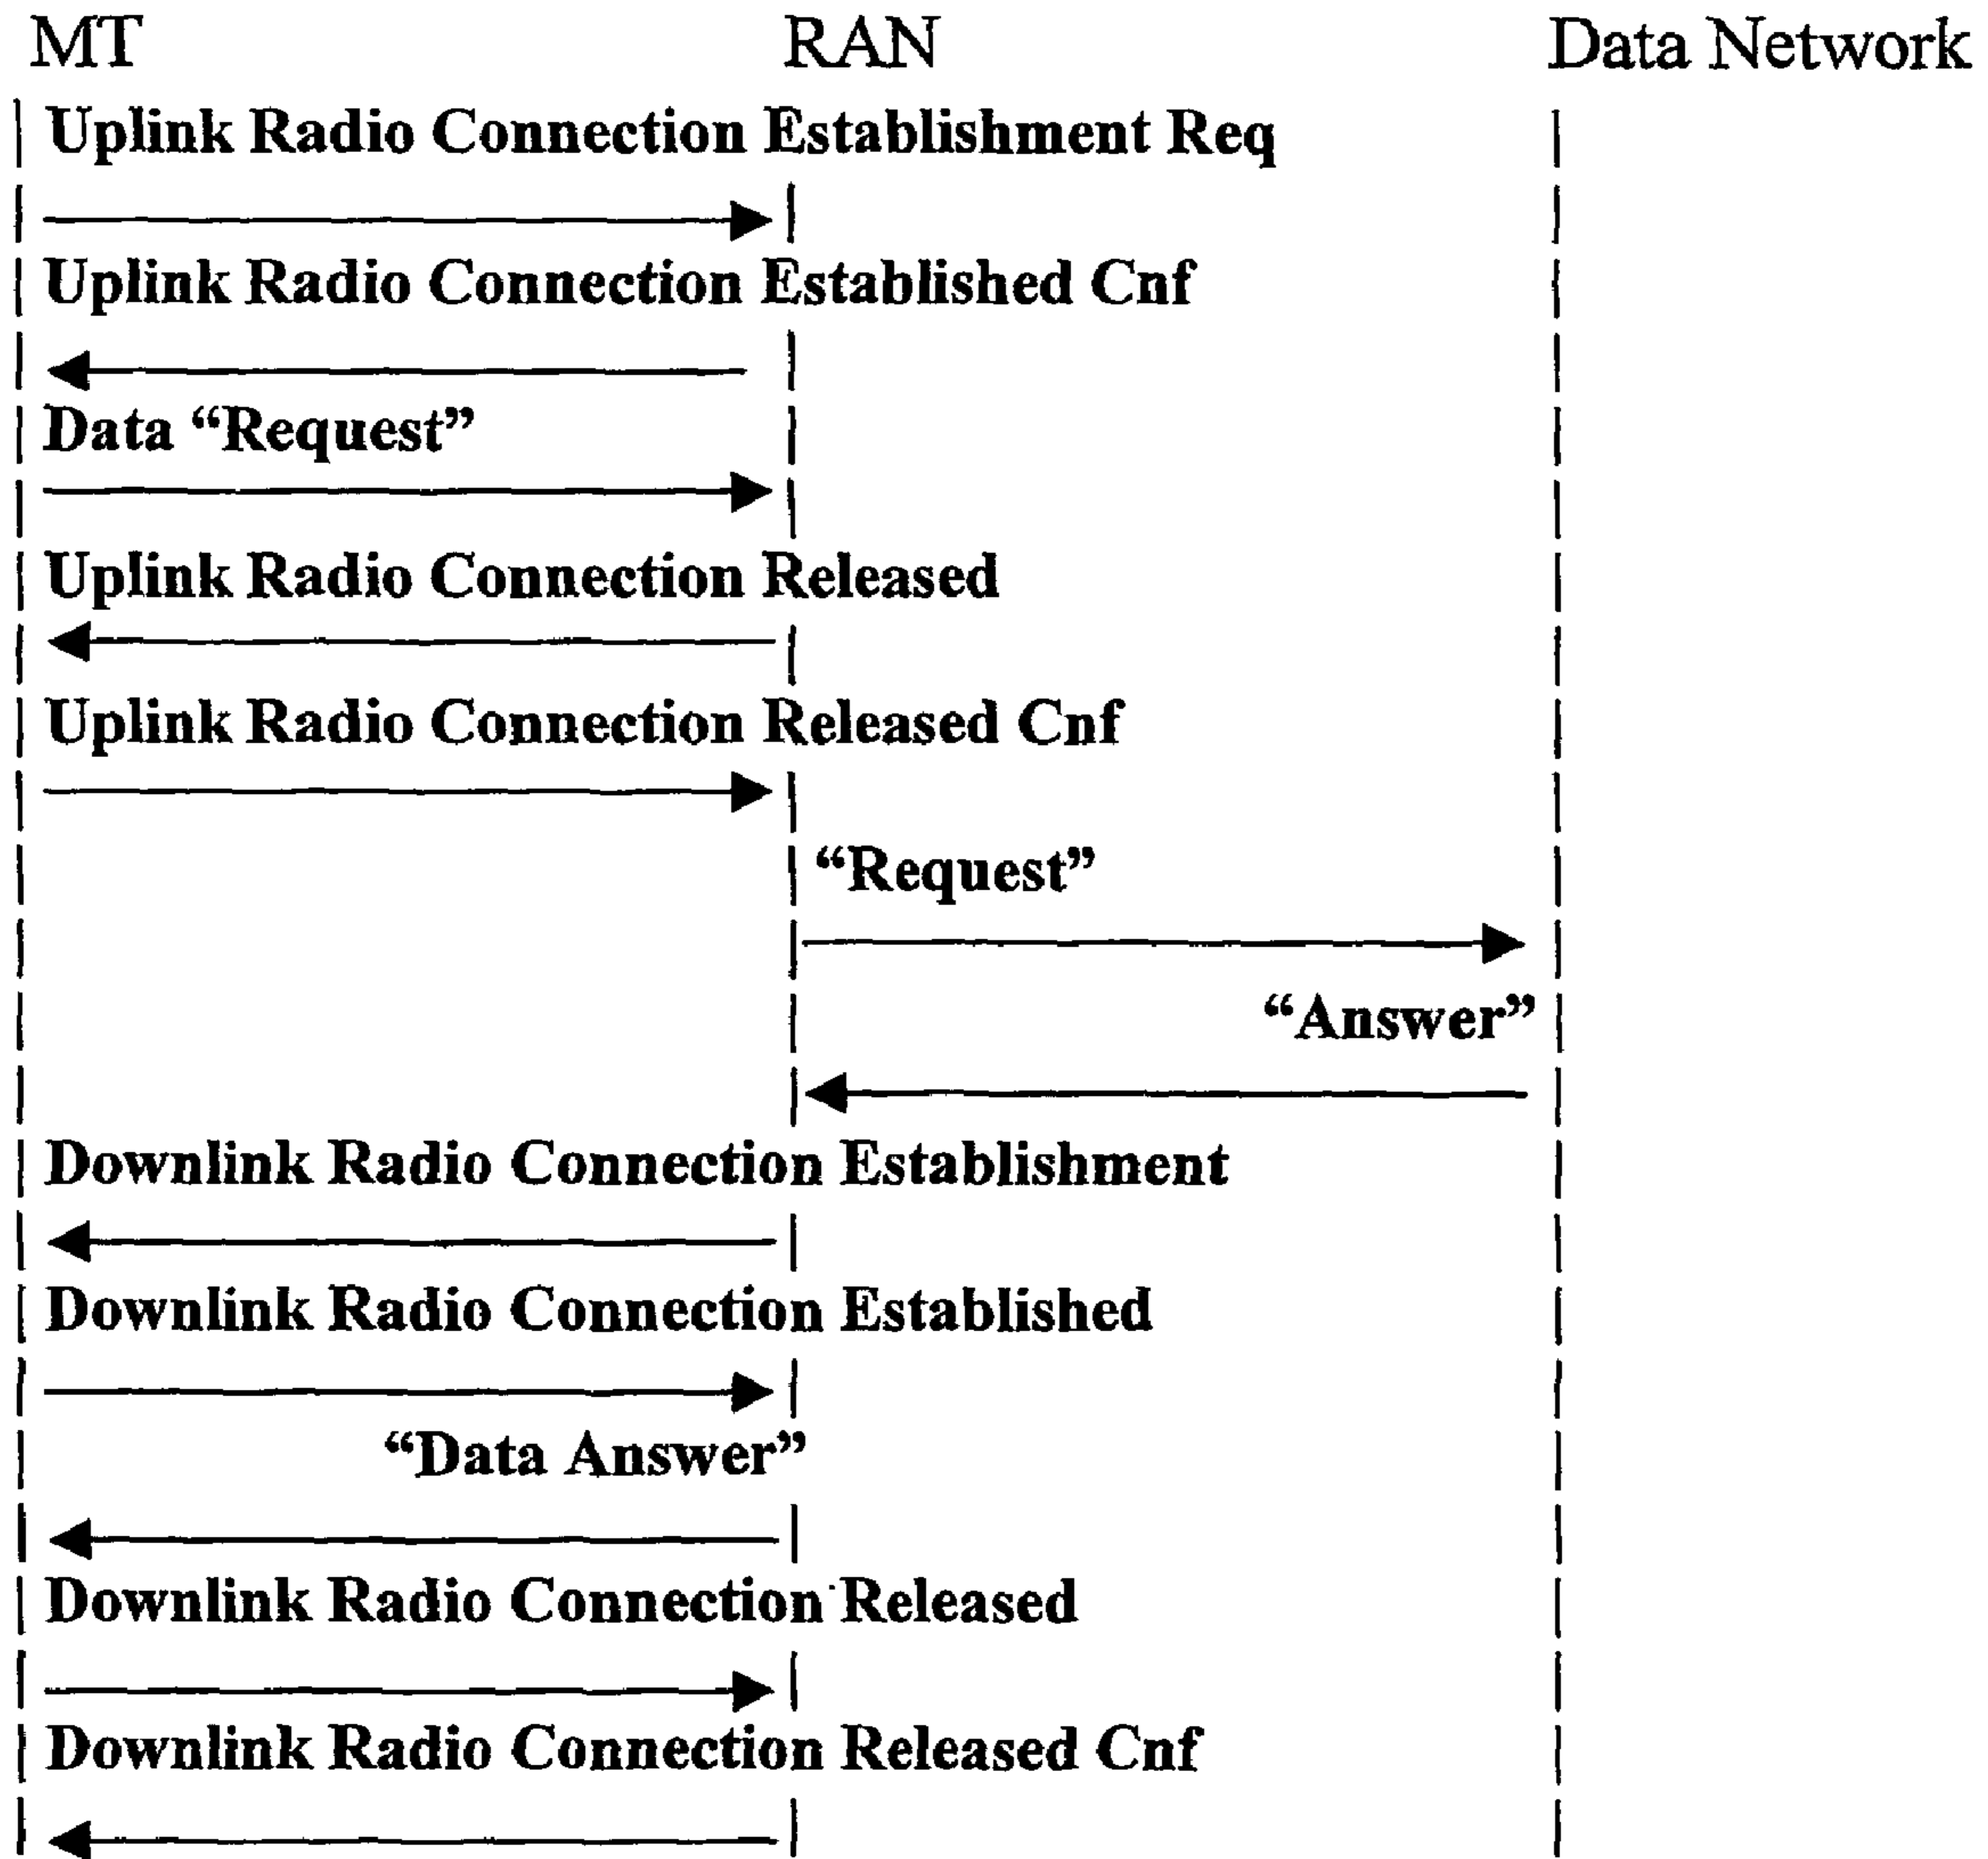 MT RAN Data Network
Uplink Radio Connection Establishment Req
Uplink Radio Connection Established Cnf
Data “Request”
Uplink Radio Connection Released
Uplink Radio Connection Released Cnf
“Request”
“Answer”
Downlink Radio Connection Establishment
Downlink Radio Connection Established
“Data Answer”
Downlink Radio Connection Released
Downlink Radio Connection Released Cnf